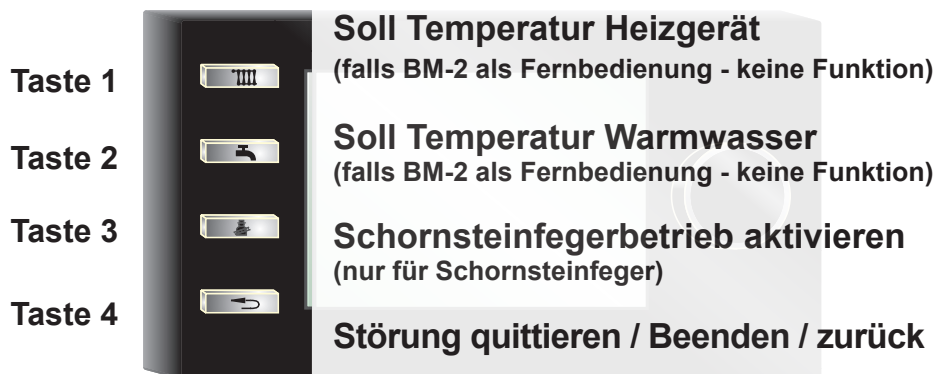 Soll Temperatur Heizgerät
Taste 1
(falls BM-2 als Fernbedienung - keine Funktion)
Soll Temperatur Warmwasser
Taste 2
(falls BM-2 als Fernbedienung - keine Funktion)
Taste 3
Schornsteinfegerbetrieb aktivieren
(nur für Schornsteinfeger)
Taste 4
Störung quittieren / Beenden / zurück